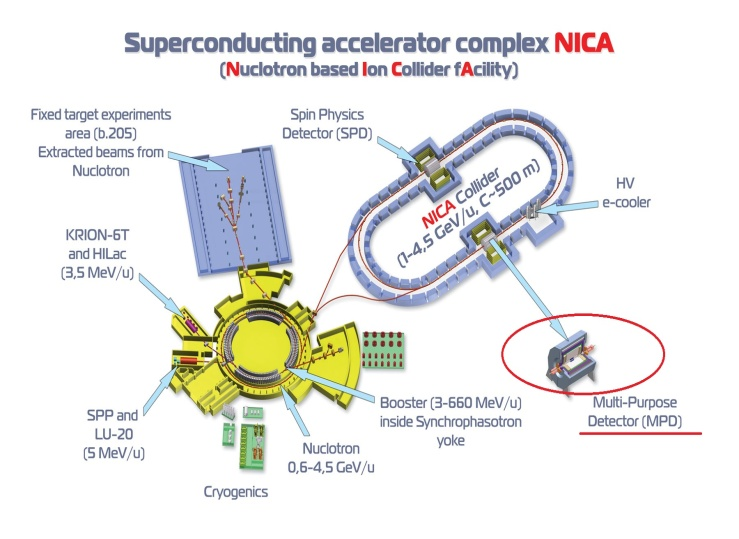 Superconducting accelerator complex NICA
(Nuclotron based Ion Collider fAcility)
Fixed target experiments
area (b.205)
Extracted beams from
Nuclotron
Spin Physics
Detector (SPD)
NICA Collider
(1-4,5 GeV/u, C~500 m)
HV
e-cooler
KRION-6T
and HILac
(3,5 MeV/u)
SPP and
LU-20
(5 MeV/u)
Cryogenics
Nuclotron
0,6-4,5 GeV/u
Booster (3-660 MeV/u)
inside Synchrophasotron
yoke
Multi-Purpose
Detector (MPD)